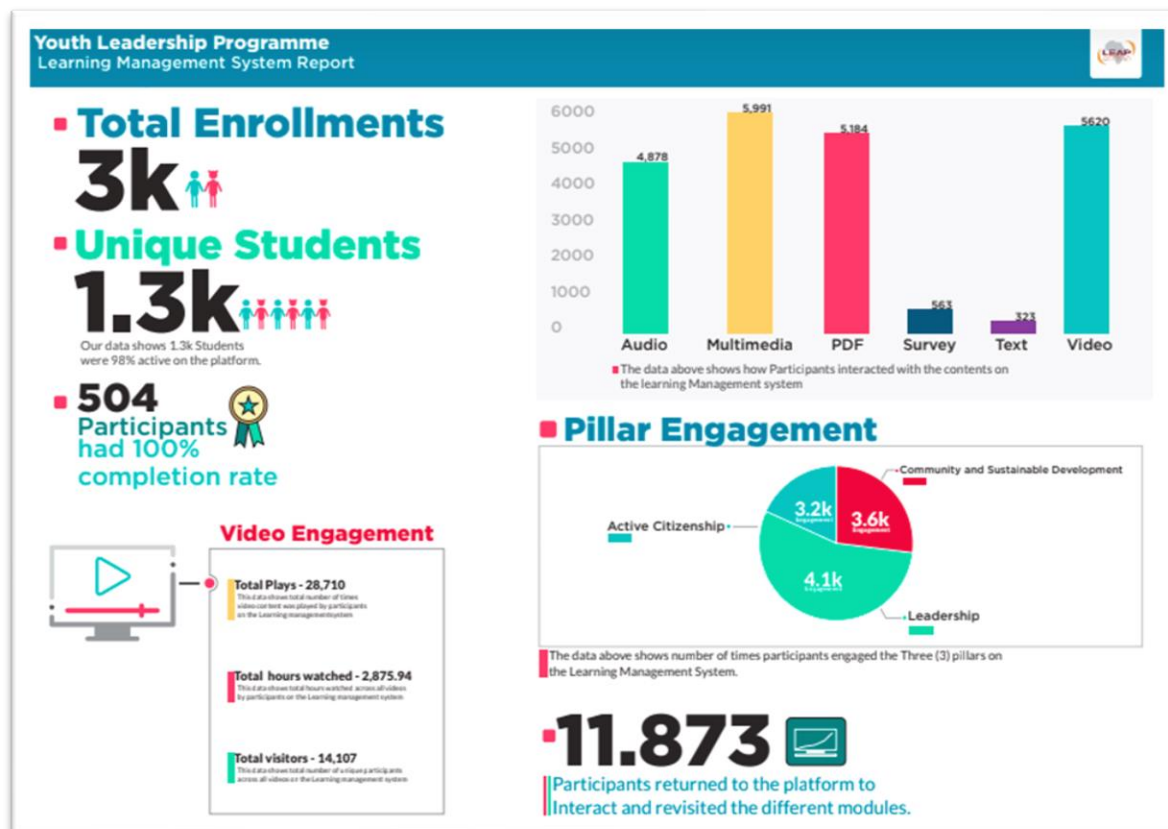 Youth Leadership Programme
Learning Management System Report
LEAP
Total Enrollments
3k
Unique Students
1.3k
Our data shows 1.3k Students
were 98% active on the platform.
504
Participants
had 100%
completion rate
Video Engagement
Total Plays - 28,710
This data shows total number of times
video content was played by participants
on the Learning managementsystem
Total hours watched - 2,875.94
This data shows total hours watched across all videos
by participants on the Learning management system
Total visitors - 14,107
This data shows total number of unique participants
across all videos on the Learning management system
6000
5000
4000
3000
2000
1000
0
4,878
5,991
5,184
563
323
5620
Audio Multimedia PDF Survey Text Video
The data above shows how Participants interacted with the contents on
the learning Management system
Pillar Engagement
Community and Sustainable Development
3.2k
Engagement
3.6k
Engagement
Active Citizenship
4.1k
Engagement
Leadership
The data above shows number of times participants engaged the Three (3) pillars on
the Learning Management System.
11.873
Participants returned to the platform to
Interact and revisited the different modules.